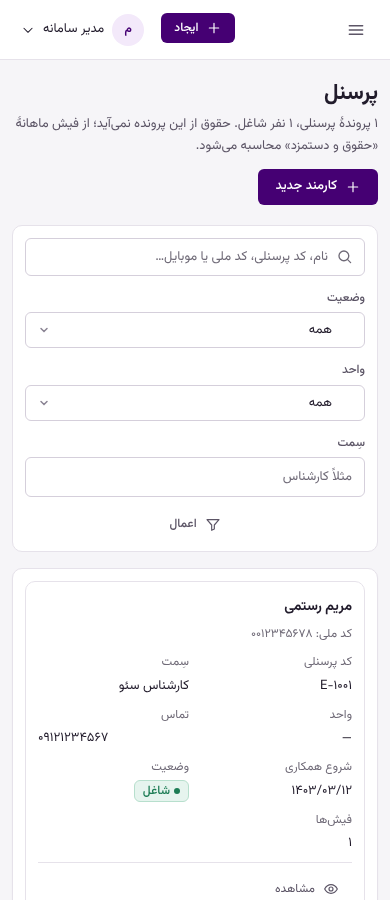 ایجاد
م
مدیر سامانه
پرسنل
۱ پروندهٔ پرسنلی، ۱ نفر شاغل. حقوق از این پرونده نمی‌آید؛ از فیش ماهانهٔ
«حقوق و دستمزد» محاسبه می‌شود.
کارمند جدید
نام، کد پرسنلی، کد ملی یا موبایل…
وضعیت
همه
واحد
همه
سِمت
مثلاً کارشناس
اعمال
مریم رستمی
کد ملی: ۰۰۱۲۳۴۵۶۷۸
کد پرسنلی
سِمت
E-۱۰۰۱
کارشناس سئو
واحد
تماس
—
۰۹۱۲۱۲۳۴۵۶۷
شروع همکاری
وضعیت
۱۴۰۳/۰۳/۱۲
شاغل
فیش‌ها
۱
مشاهده